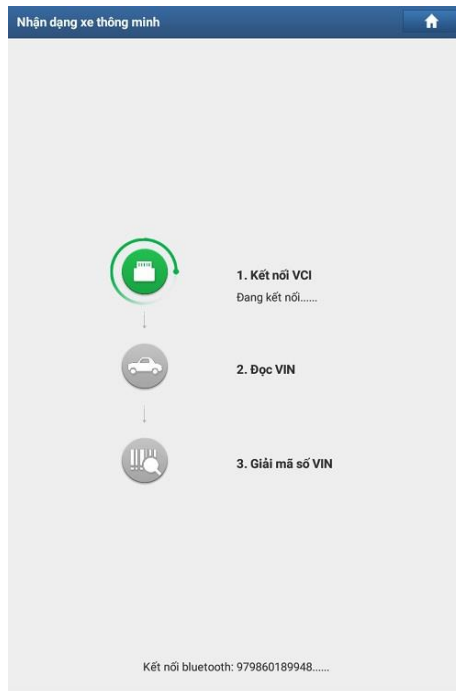 Nhận dạng xe thông minh
1. Kết nối VCI
Đang kết nối......
2. Đọc VIN
3. Giải mã số VIN
Kết nối bluetooth: 979860189948......